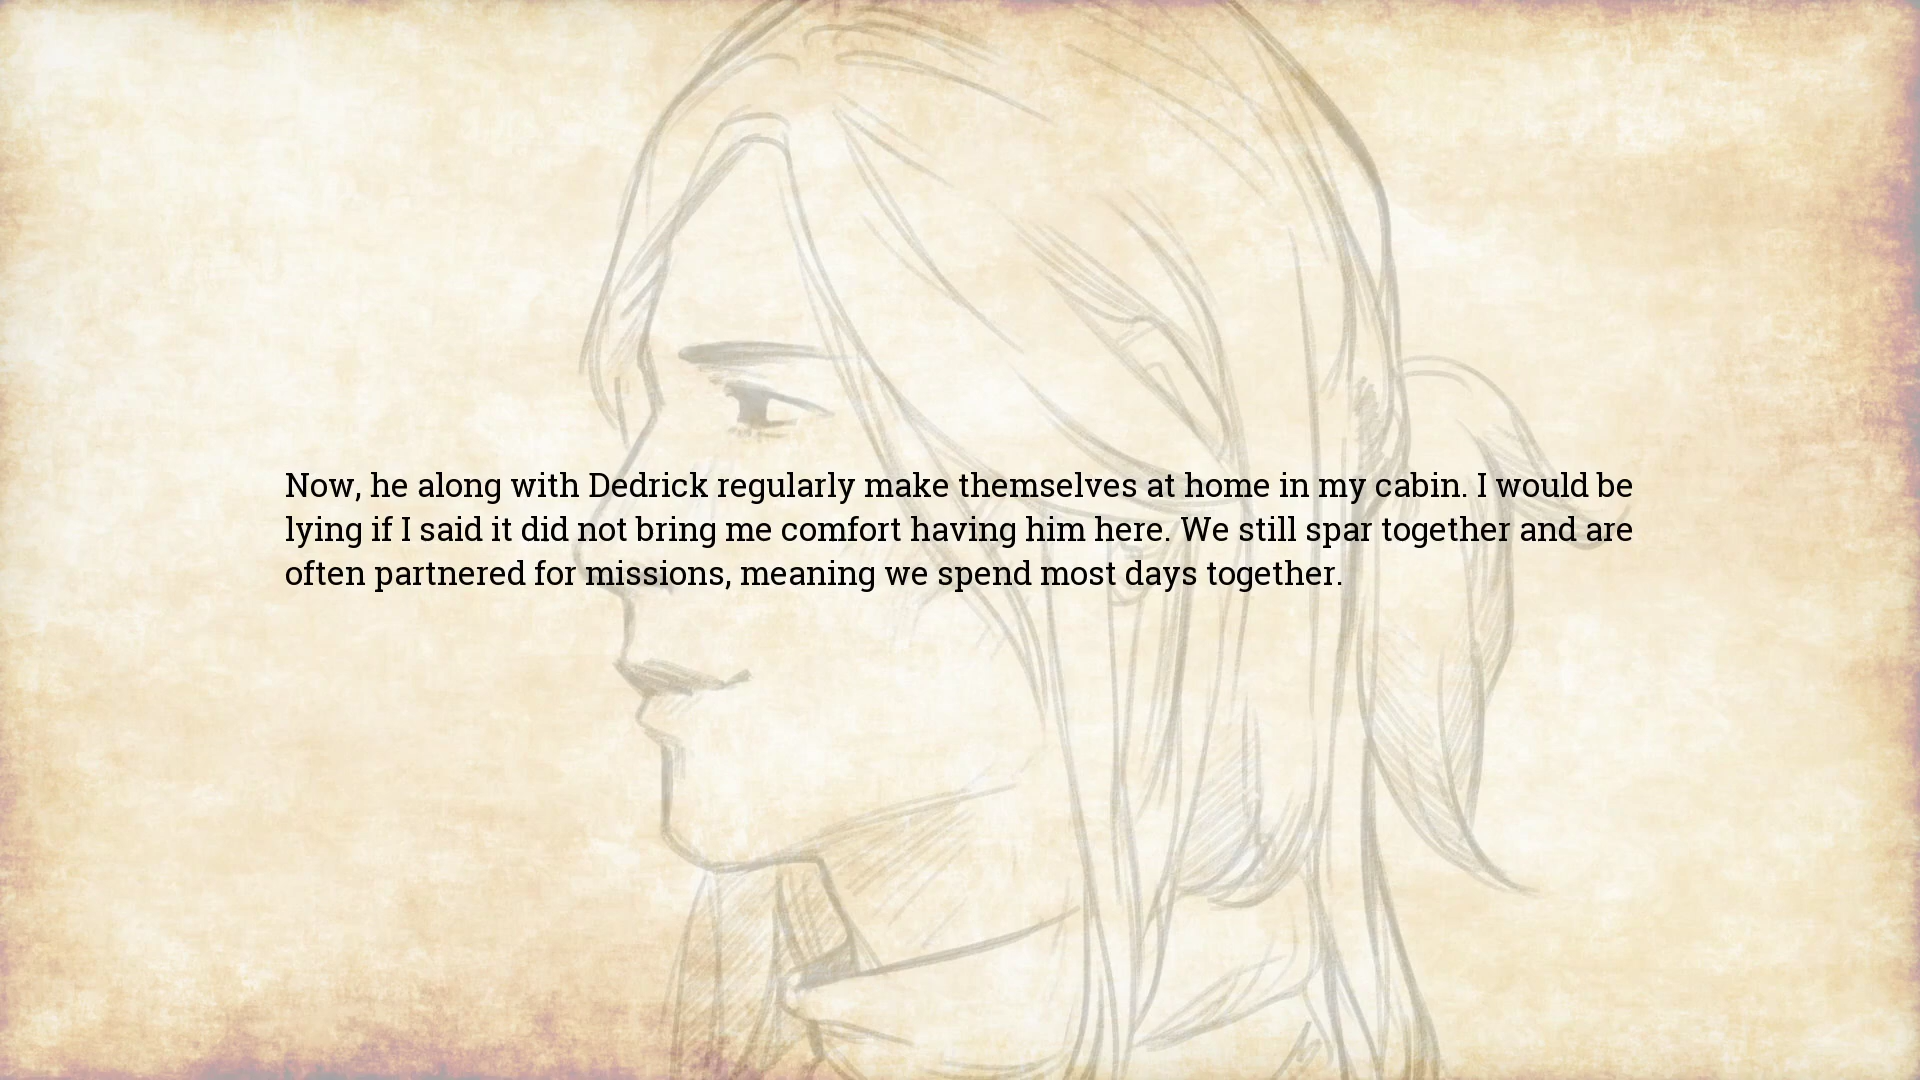 Now, he along with Dedrick regularly make themselves at home in my cabin. I would be
lying if I said it did not bring me comfort having him here. We still spar together and are
often partnered for missions, meaning we spend most days together.